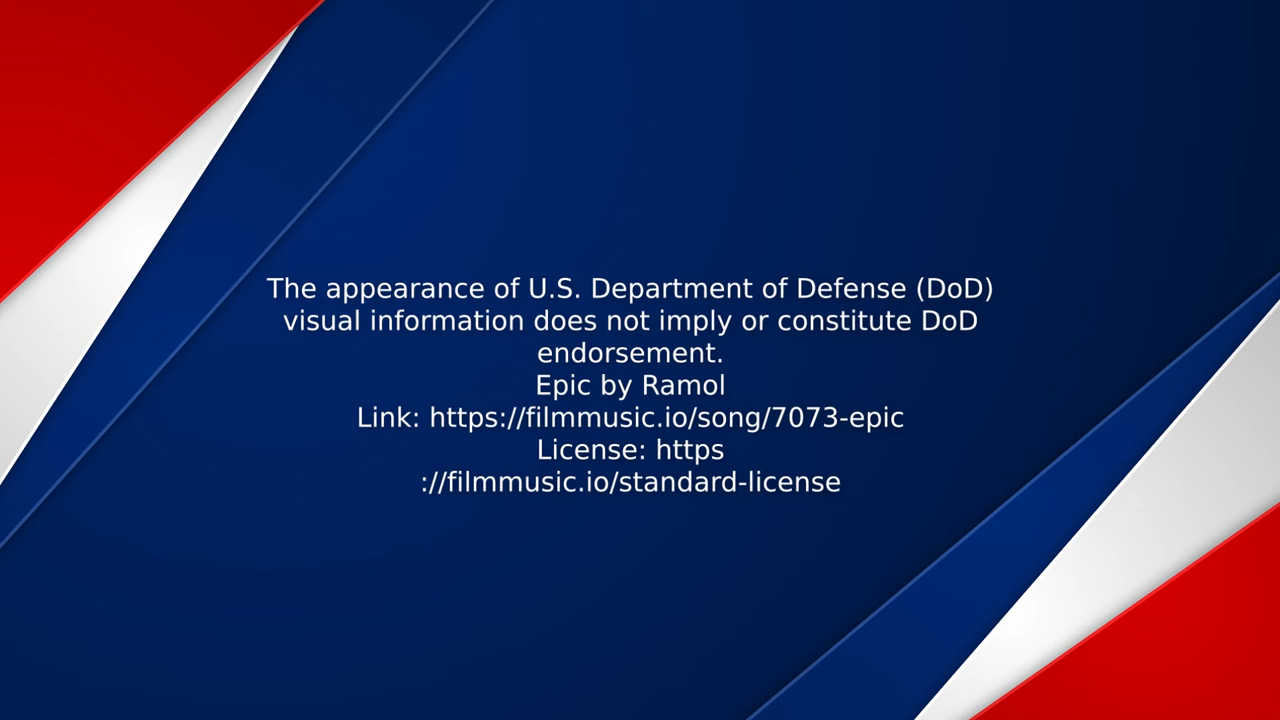 The appearance of U.S. Department of Defense (DoD)
visual information does not imply or constitute DoD
endorsement.
Epic by Ramol
Link: https://filmmusic.io/song/7073-epic
License: https
://filmmusic.io/standard-license